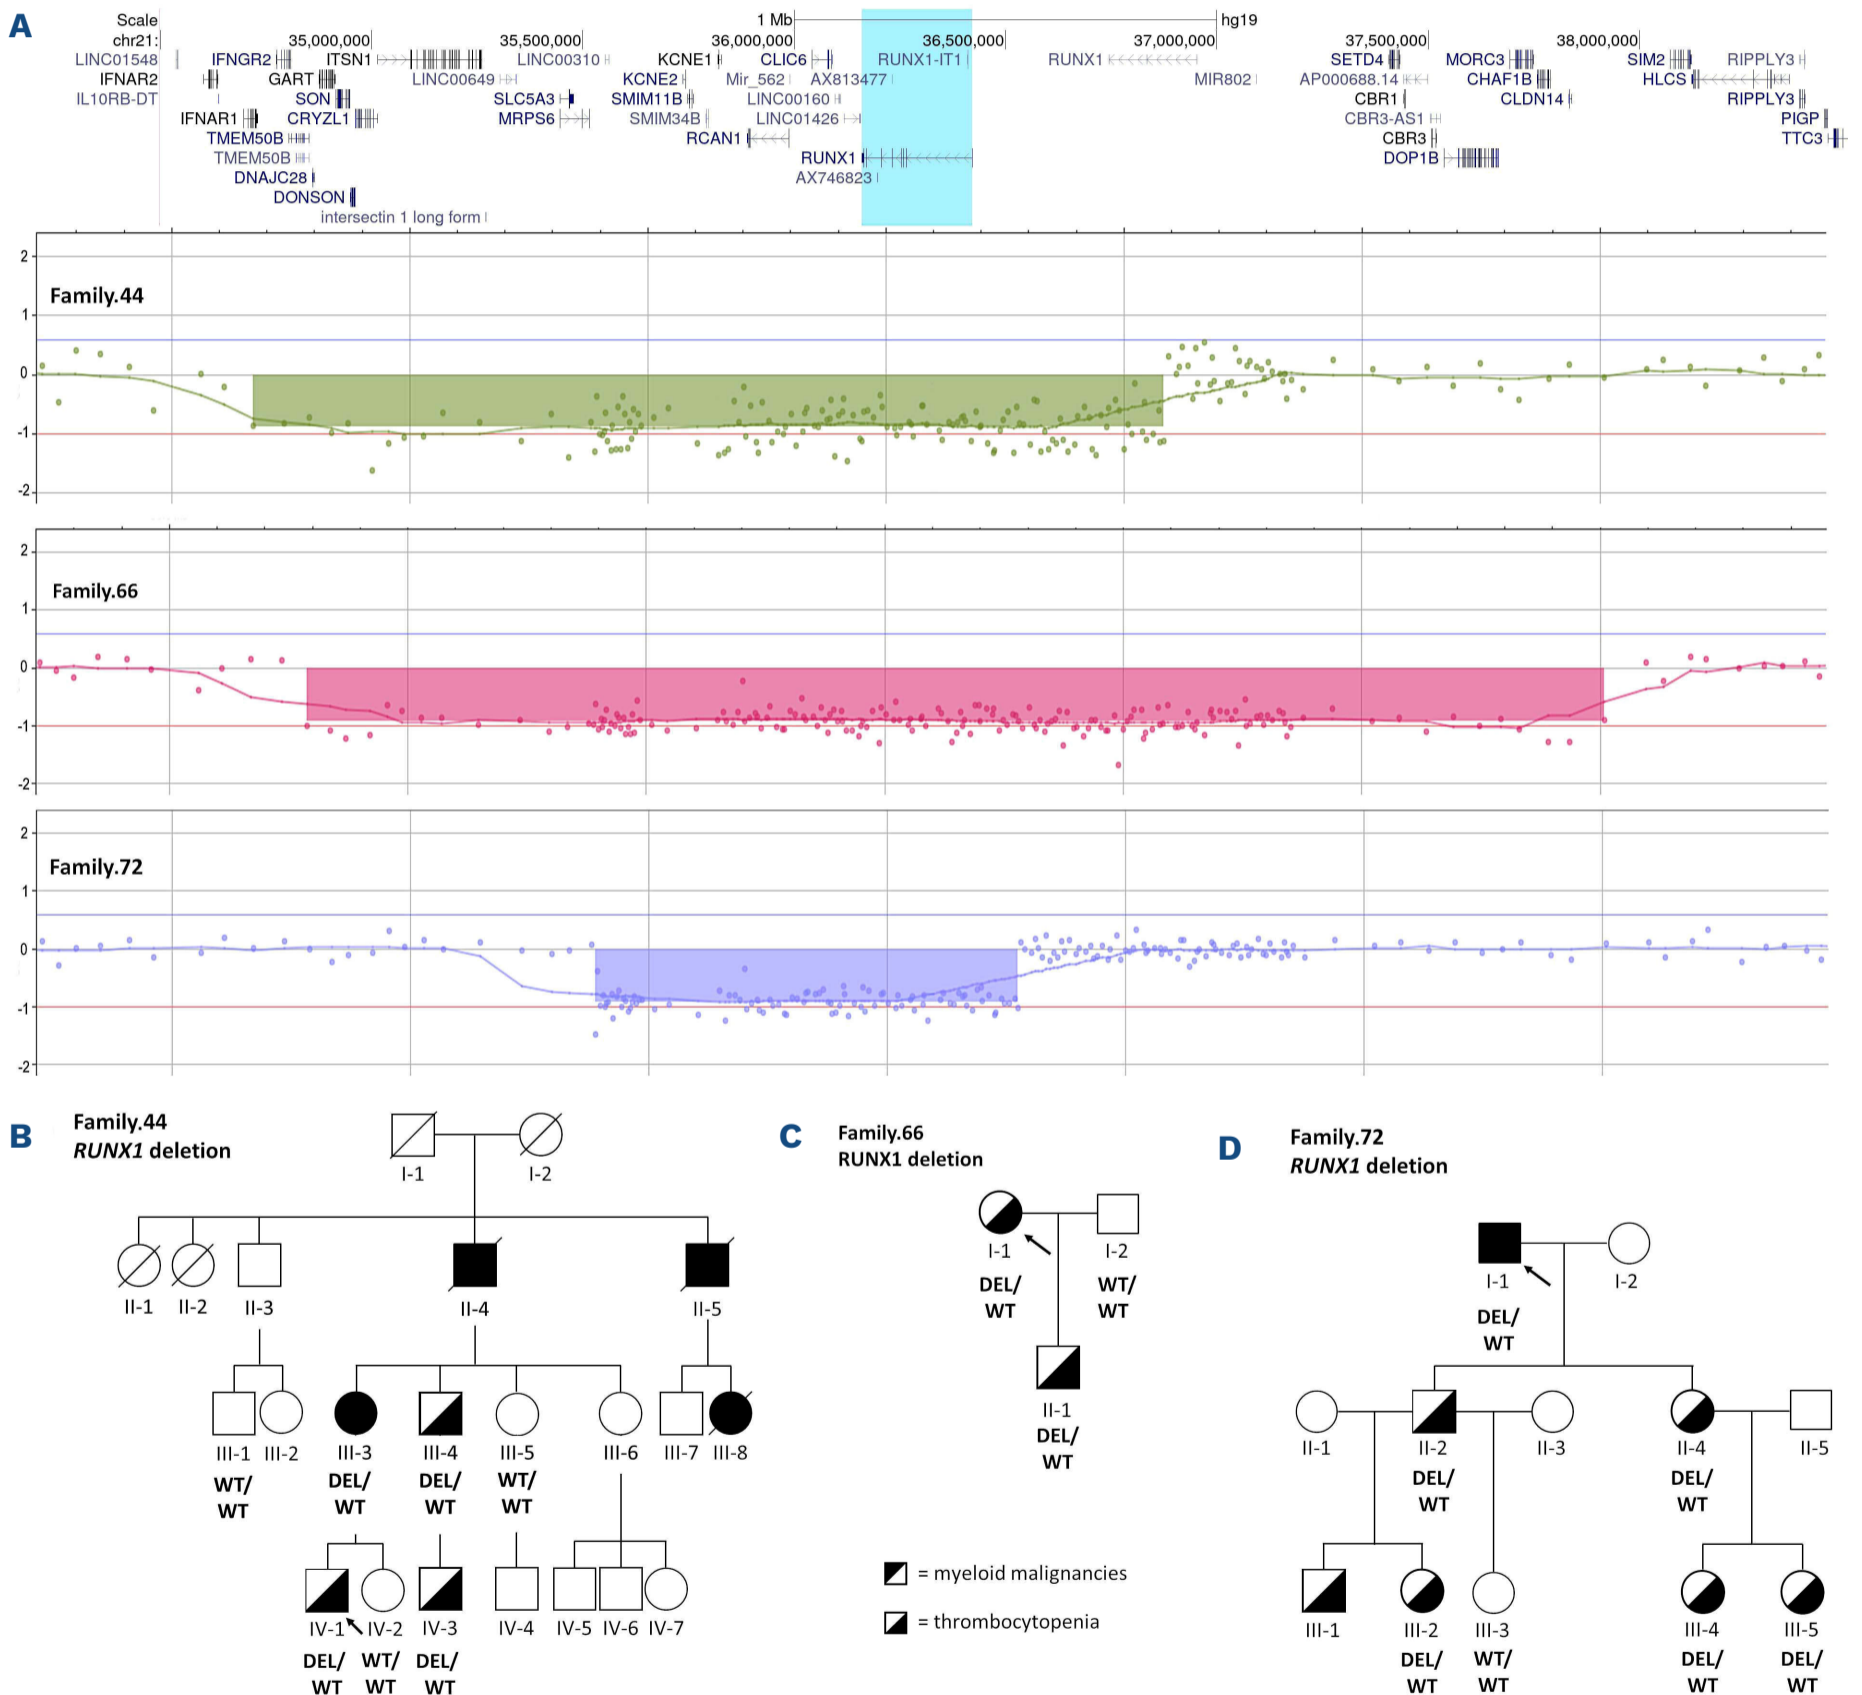 A
Scale 1 Mb hg19
chr21: 35,000,000 35,500,000 36,000,000 36,500,000 37,000,000 37,500,000 38,000,000
LINC01548 IFNGR2 ITSN1 LINC00310 KCNE1 CLIC6 RUNX1-IT1 RUNX1 SETD4 MORC3 SIM2 RIPPLY3
IFNAR2 GART LINC00649 KCNE2 Mir_562 AX813477 MIR802 AP000688.14 CHAF1B HLCS
IL10RB-DT SON SLC5A3 SMIM11B LINC00160 CBR1 CLDN14 RIPPLY3
IFNAR1 CRYZL1 MRPS6 SMIM34B LINC01426 CBR3-AS1 PIGP
TMEM50B RCAN1 CBR3 TTC3
TMEM50B RUNX1 DOP1B
DNAJC28 AX746823
DONSON
intersectin 1 long form
2
Family.44
1
0
-1
-2
2
Family.66
1
0
-1
-2
2
Family.72
1
0
-1
-2
B
Family.44
RUNX1 deletion
I-1 I-2
II-1 II-2 II-3 II-4 II-5
III-1 III-2 III-3 III-4 III-5 III-6 III-7 III-8
WT/ DEL/ DEL/ WT/
WT WT WT WT
IV-1 IV-2 IV-3 IV-4 IV-5 IV-6 IV-7
DEL/ WT/ DEL/
WT WT WT
C
Family.66
RUNX1 deletion
I-1 I-2
DEL/ WT/
WT WT
II-1
DEL/
WT
= myeloid malignancies
= thrombocytopenia
D
Family.72
RUNX1 deletion
I-1 I-2
DEL/
WT
II-1 II-2 II-3 II-4 II-5
DEL/ DEL/
WT WT
III-1 III-2 III-3 III-4 III-5
DEL/ WT/ DEL/ DEL/
WT WT WT WT